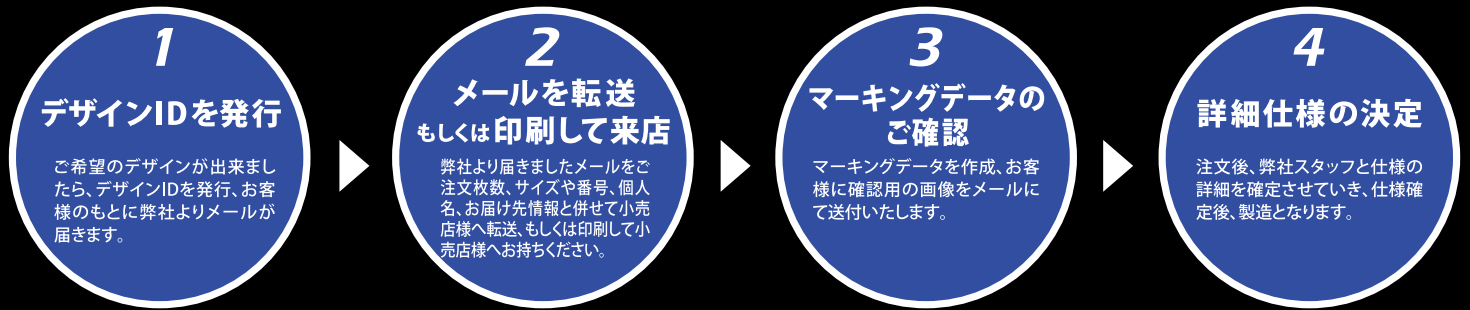 1
デザインIDを発行
ご希望のデザインが出来まし
たら、デザインIDを発行、お客
様のもとに弊社よりメールが
届きます。
2
メールを転送
もしくは印刷して来店
弊社より届きましたメールをご
注文枚数、サイズや番号、個人
名、お届け先情報と併せて小売
店様へ転送、もしくは印刷して小
売店様へお持ちください。
3
マーキングデータの
ご確認
マーキングデータを作成、お客
様に確認用の画像をメールに
て送付いたします。
4
詳細仕様の決定
注文後、弊社スタッフと仕様の
詳細を確定させていき、仕様確
定後、製造となります。